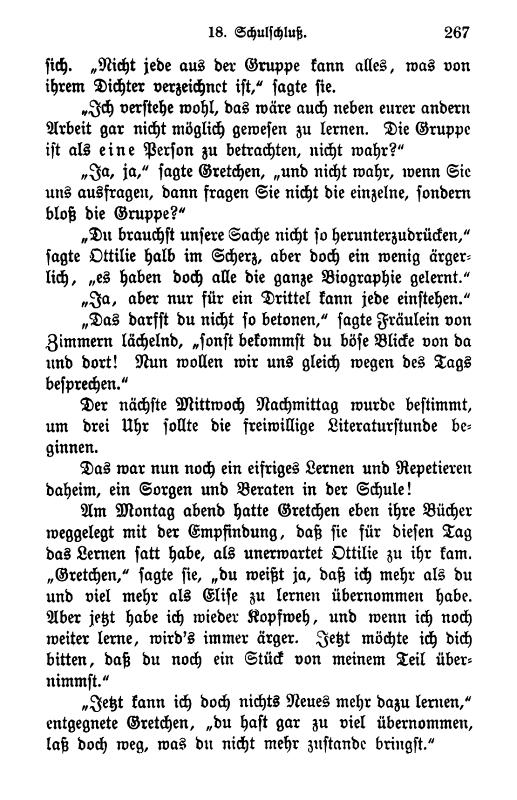 18. Schulschluß. 267
sich. „Nicht jede aus der Gruppe kann alles, was von
ihrem Dichter verzeichnet ist,“ sagte sie.
„Ich verstehe wohl, das wäre auch neben eurer andern
Arbeit gar nicht möglich gewesen zu lernen. Die Gruppe
ist als eine Person zu betrachten, nicht wahr?“
„Ja, ja,“ sagte Gretchen, „und nicht wahr, wenn Sie
uns ausfragen, dann fragen Sie nicht die einzelne, sondern
bloß die Gruppe?“
„Du brauchst unsere Sache nicht so herunterzudrücken,“
sagte Ottilie halb im Scherz, aber doch ein wenig ärger-
lich, „es haben doch alle die ganze Biographie gelernt.“
„Ja, aber nur für ein Drittel kann jede einstehen.“
„Das darfst du nicht so betonen,“ sagte Fräulein von
Zimmern lächelnd, „sonst bekommst du böse Blicke von da
und dort! Nun wollen wir uns gleich wegen des Tags
besprechen.“
Der nächste Mittwoch Nachmittag wurde bestimmt,
um drei Uhr sollte die freiwillige Literaturstunde be-
ginnen.
Das war nun noch ein eifriges Lernen und Repetieren
daheim, ein Sorgen und Beraten in der Schule!
Am Montag abend hatte Gretchen eben ihre Bücher
weggelegt mit der Empfindung, daß sie für diesen Tag
das Lernen satt habe, als unerwartet Ottilie zu ihr kam.
„Gretchen,“ sagte sie, „du weißt ja, daß ich mehr als du
und viel mehr als Elise zu lernen übernommen habe.
Aber jetzt habe ich wieder Kopfweh, und wenn ich noch
weiter lerne, wird's immer ärger. Jetzt möchte ich dich
bitten, daß du noch ein Stück von meinem Teil über-
nimmst.“
„Jetzt kann ich doch nichts Neues mehr dazu lernen,“
entgegnete Gretchen, „du hast gar zu viel übernommen,
laß doch weg, was du nicht mehr zustande bringst.“